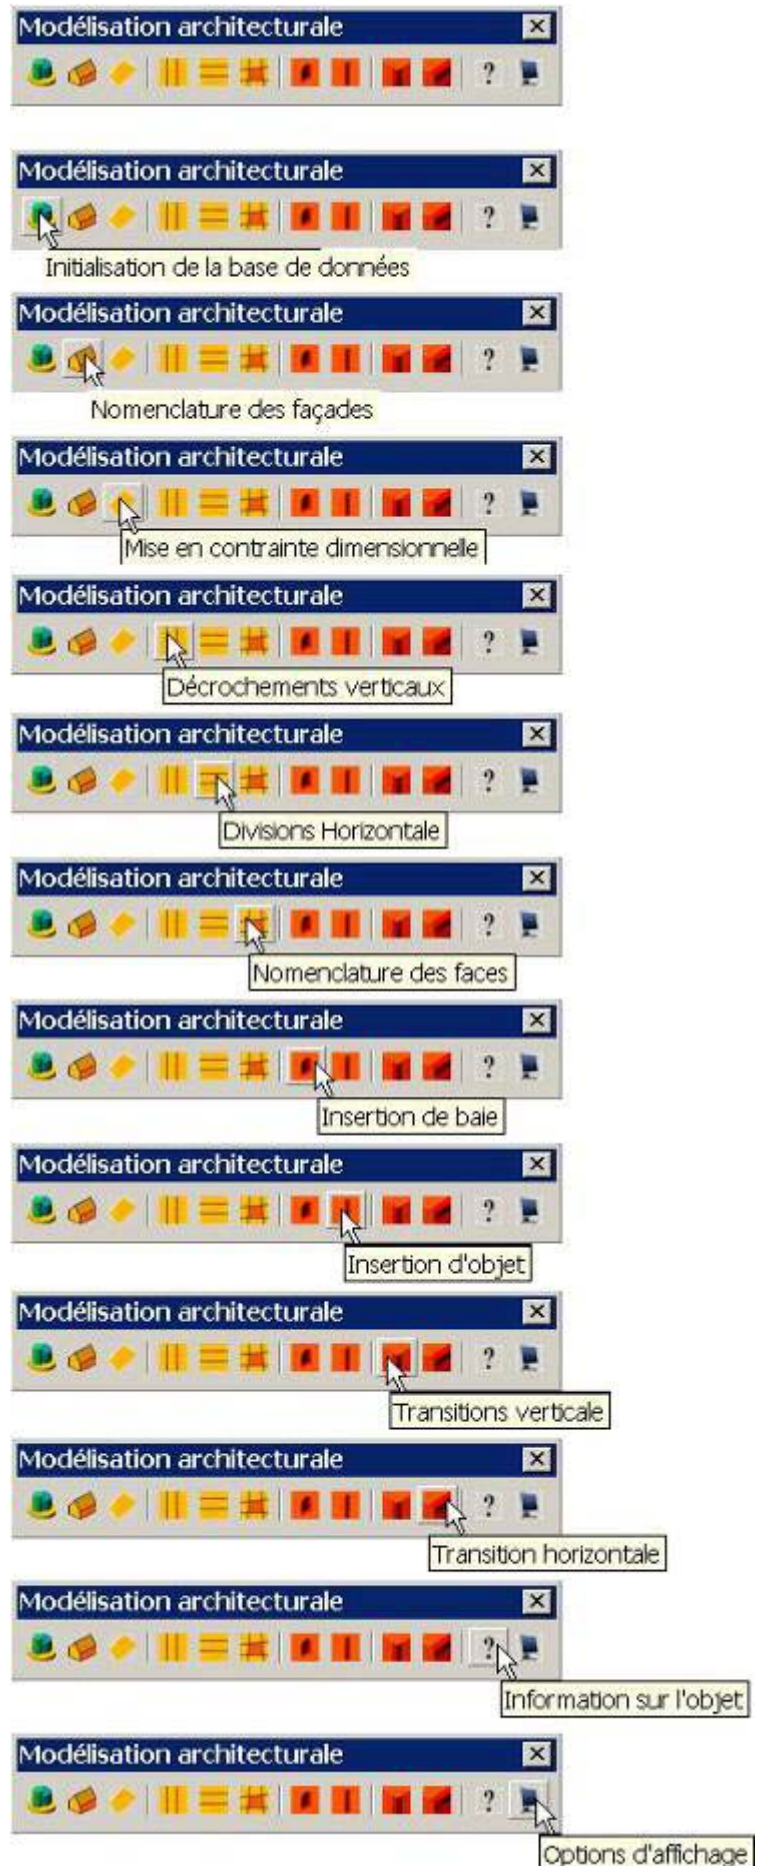 Modélisation architecturale
?
Modélisation architecturale
?
Initialisation de la base de données
Modélisation architecturale
?
Nomenclature des façades
Modélisation architecturale
?
Mise en contrainte dimensionnelle
Modélisation architecturale
?
Décrochements verticaux
Modélisation architecturale
?
Divisions Horizontale
Modélisation architecturale
?
Nomenclature des faces
Modélisation architecturale
?
Insertion de baie
Modélisation architecturale
?
Insertion d'objet
Modélisation architecturale
?
Transitions verticale
Modélisation architecturale
?
Transition horizontale
Modélisation architecturale
?
Information sur l'objet
Modélisation architecturale
?
Options d'affichage